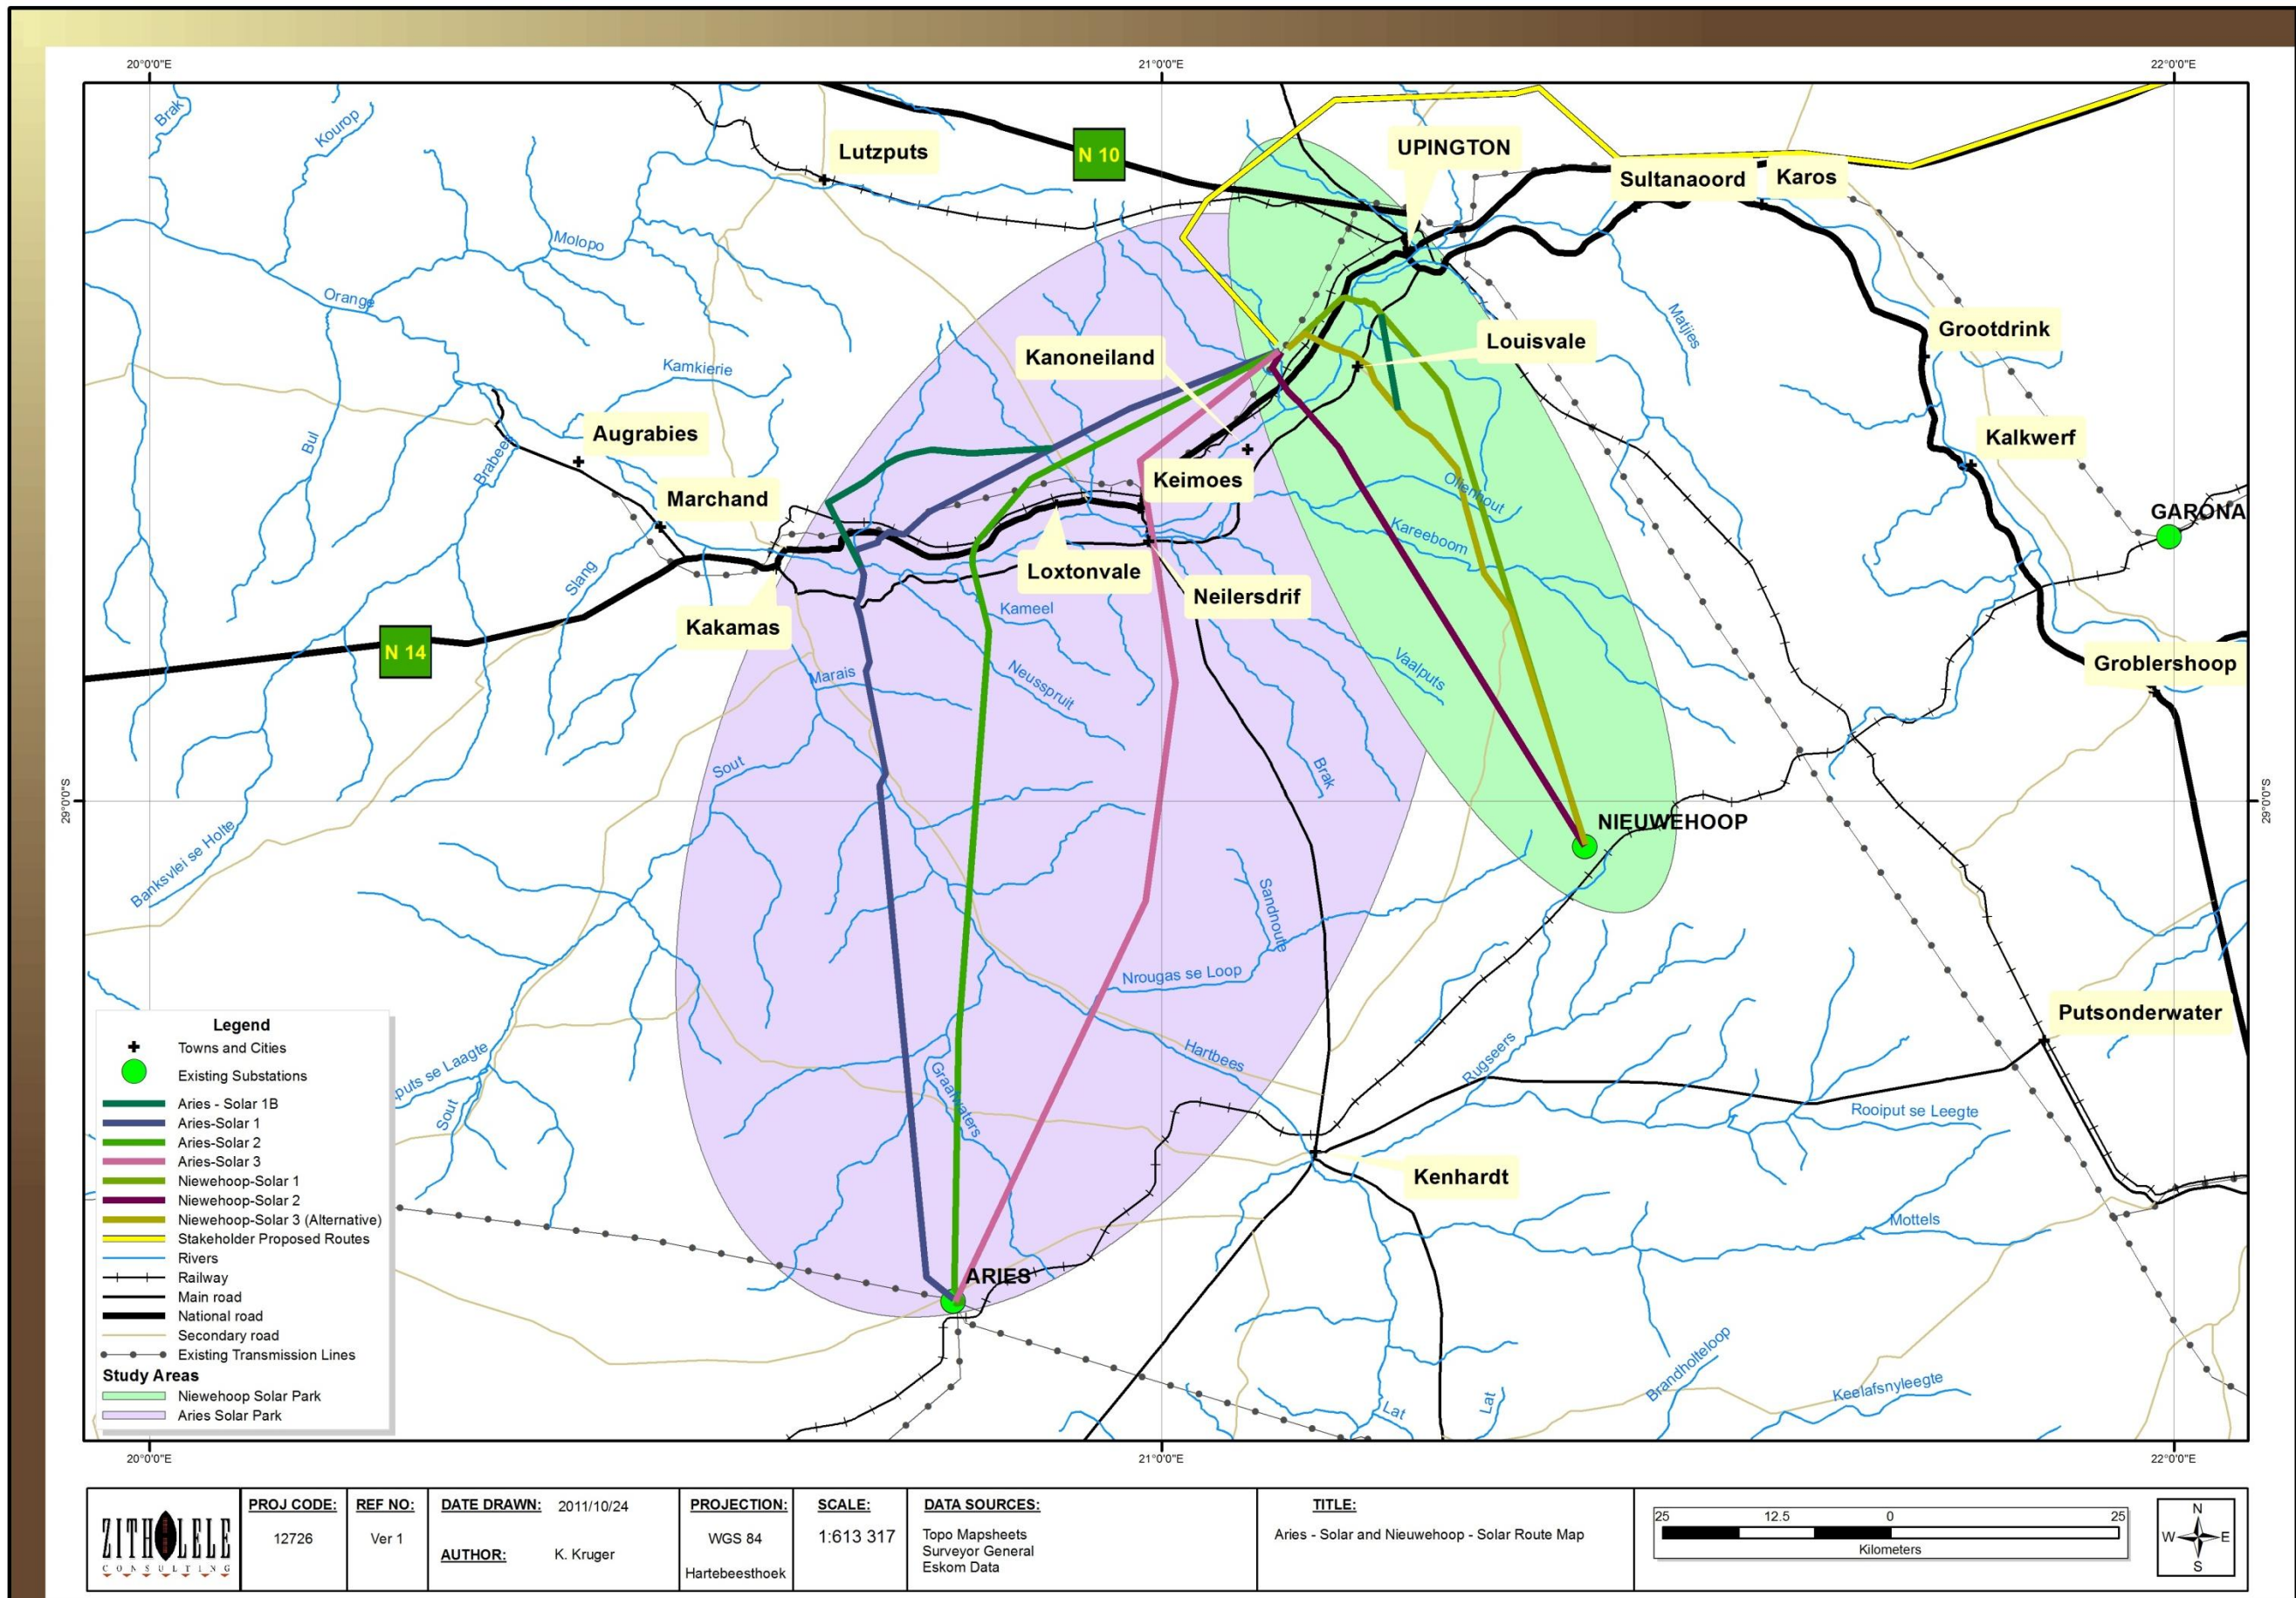 20°0'0"E
21°0'0"E
22°0'0"E
Brak
Kourop
Lutzputs
N 10
UPINGTON
Sultanaoord
Karos
Molopo
Orange
Matjies
Grootdrink
Louisvale
Kanoneiland
Kamkierie
Augrabies
Bul
Brabees
Kalkwerf
Marchand
Keimoes
Olienhout
GARONA
Kareeboom
Slang
Loxtonvale
Neilersdrif
Kameel
Kakamas
N 14
Marais
Neusspruit
Vaalputs
Groblershoop
Sout
Brak
29°0'0"S
29°0'0"S
NIEUWEHOOP
Banksvlei se Holte
Sandnoute
Nrougas se Loop
Putsonderwater
Hartbees
Rugseers
Graafwaters
Rooiput se Leegte
puts se Laagte
Sout
Kenhardt
Mottels
ARIES
Brandholteloop
Keelafsnyleegte
Lat
Lat
Legend
Towns and Cities
Existing Substations
Aries - Solar 1B
Aries-Solar 1
Aries-Solar 2
Aries-Solar 3
Niewehoop-Solar 1
Niewehoop-Solar 2
Niewehoop-Solar 3 (Alternative)
Stakeholder Proposed Routes
Rivers
Railway
Main road
National road
Secondary road
Existing Transmission Lines
Study Areas
Niewehoop Solar Park
Aries Solar Park
20°0'0"E
21°0'0"E
22°0'0"E
ZITHOLELE
CONSULTING
PROJ CODE:
12726
REF NO:
Ver 1
DATE DRAWN: 2011/10/24
AUTHOR: K. Kruger
PROJECTION:
WGS 84
Hartebeesthoek
SCALE:
1:613 317
DATA SOURCES:
Topo Mapsheets
Surveyor General
Eskom Data
TITLE:
Aries - Solar and Nieuwehoop - Solar Route Map
25 12.5 0 25
Kilometers
N
W E
S